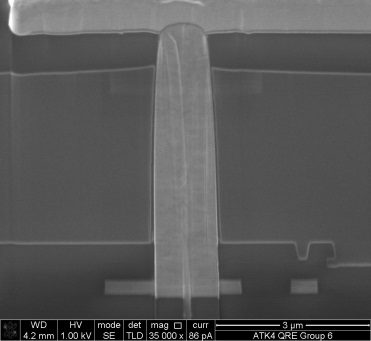 WD HV mode det mag curr 3 µm
4.2 mm 1.00 kV SE TLD 35 000 x 86 pA ATK4 QRE Group 6